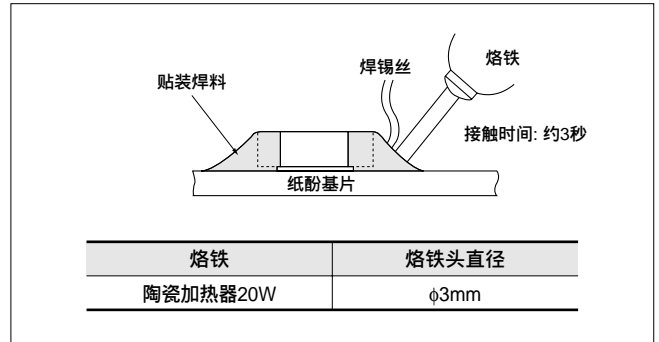 焊锡丝
烙铁
贴装焊料
接触时间: 约3秒
纸酚基片
烙铁 烙铁头直径
陶瓷加热器20W ϕ3mm